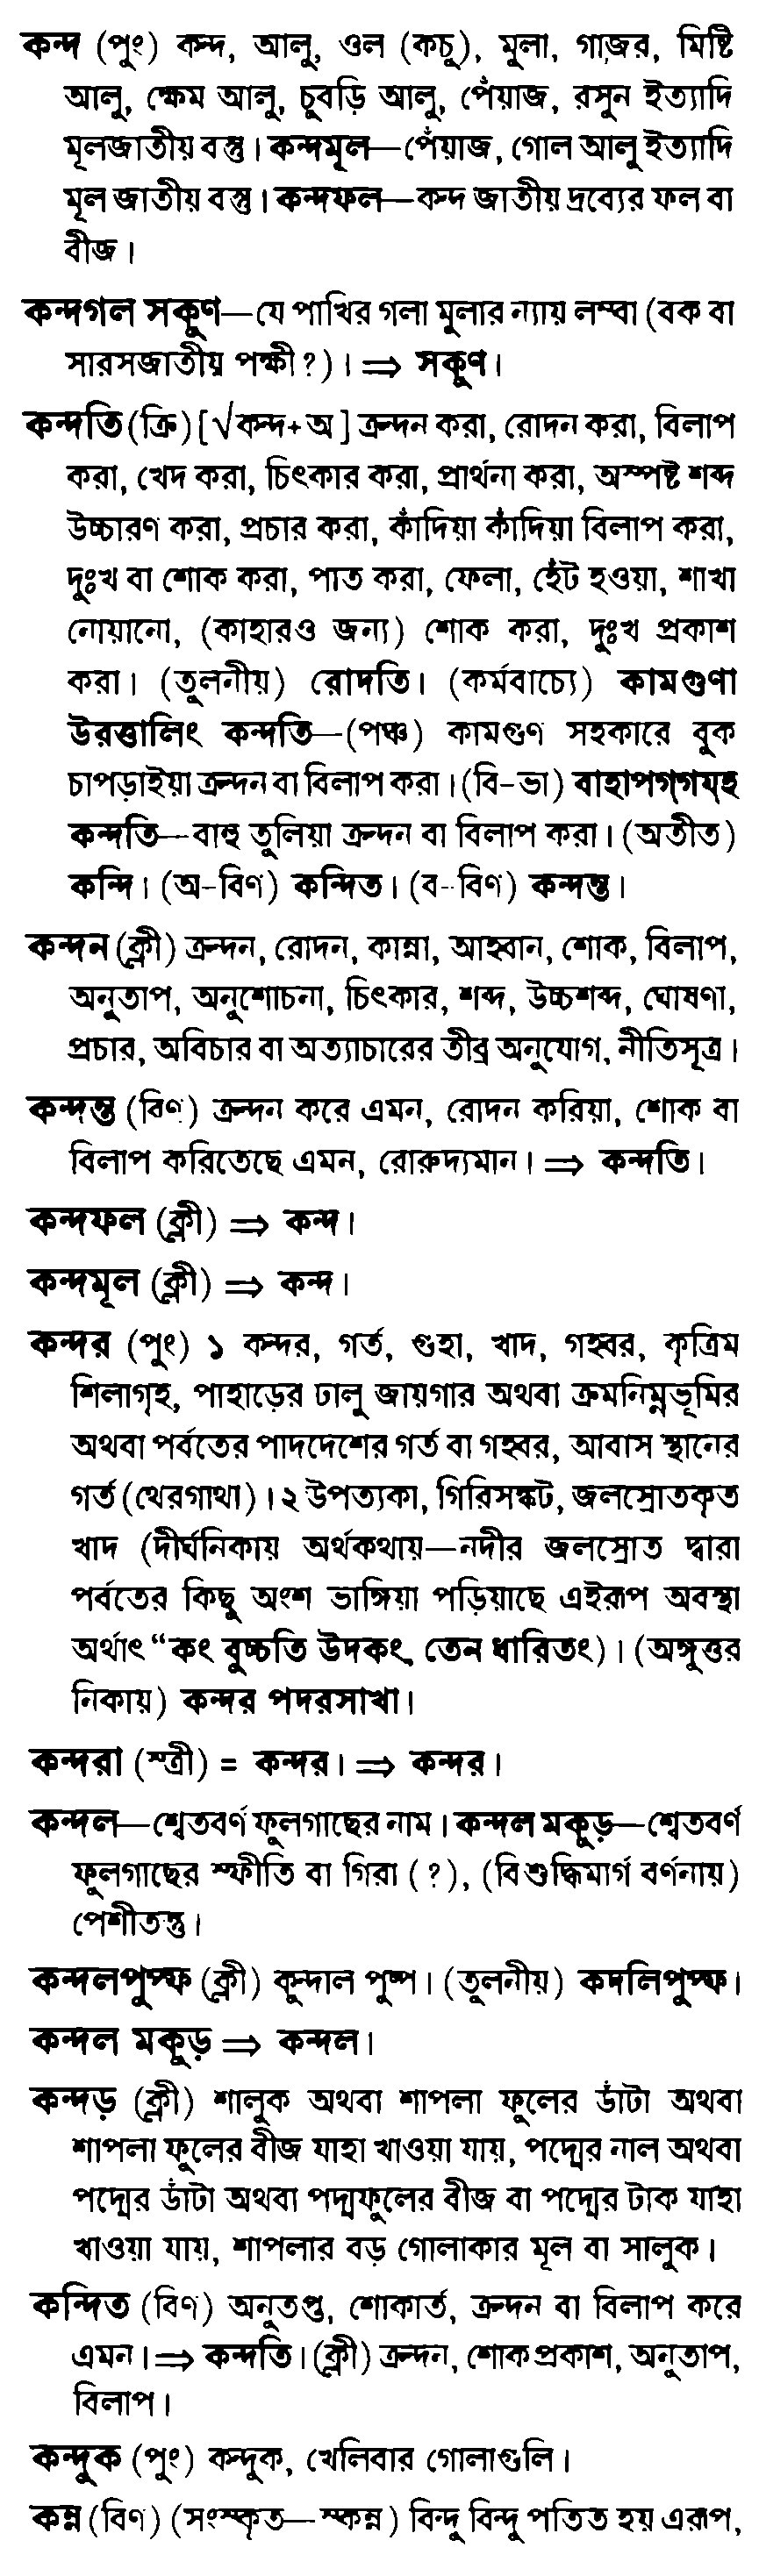 কন্দ (পুং) কন্দ, আলু, ওল (কচু), মূলা, গাজর, মিষ্টি
আলু, ক্ষেম আলু, চুবড়ি আলু, পেঁয়াজ, রসুন ইত্যাদি
মূলজাতীয় বস্তু। কন্দমূল—পেঁয়াজ, গোল আলু ইত্যাদি
মূল জাতীয় বস্তু। কন্দফল—কন্দ জাতীয় দ্রব্যের ফল বা
বীজ।
কন্দগল সকুণ—যে পাখির গলা মুলার ন্যায় লম্বা (বক বা
সারসজাতীয় পক্ষী?)। ⇒ সকুণ।
কন্দতি (ক্রি) [√কন্দ+অ] ক্রন্দন করা, রোদন করা, বিলাপ
করা, খেদ করা, চিৎকার করা, প্রার্থনা করা, অস্পষ্ট শব্দ
উচ্চারণ করা, প্রচার করা, কাঁদিয়া কাঁদিয়া বিলাপ করা,
দুঃখ বা শোক করা, পাত করা, ফেলা, হেঁট হওয়া, শাখা
নোয়ানো, (কাহারও জন্য) শোক করা, দুঃখ প্রকাশ
করা। (তুলনীয়) রোদতি। (কর্মবাচ্যে) কামগুণা
উরত্তালিং কন্দতি—(পঞ্চ) কামগুণ সহকারে বুক
চাপড়াইয়া ক্রন্দন বা বিলাপ করা। (বি-ভা) বাহাপগ্গয্হ
কন্দতি—বাহু তুলিয়া ক্রন্দন বা বিলাপ করা। (অতীত)
কন্দি। (অ-বিণ) কন্দিত। (ব-বিণ) কন্দন্ত।
কন্দন (ক্লী) ক্রন্দন, রোদন, কান্না, আহ্বান, শোক, বিলাপ,
অনুতাপ, অনুশোচনা, চিৎকার, শব্দ, উচ্চশব্দ, ঘোষণা,
প্রচার, অবিচার বা অত্যাচারের তীব্র অনুযোগ, নীতিসূত্র।
কন্দন্ত (বিণ) ক্রন্দন করে এমন, রোদন করিয়া, শোক বা
বিলাপ করিতেছে এমন, রোরুদ্যমান। ⇒ কন্দতি।
কন্দফল (ক্লী) ⇒ কন্দ।
কন্দমূল (ক্লী) ⇒ কন্দ।
কন্দর (পুং) ১ কন্দর, গর্ত, গুহা, খাদ, গহ্বর, কৃত্রিম
শিলাগৃহ, পাহাড়ের ঢালু জায়গার অথবা ক্রমনিম্নভূমির
অথবা পর্বতের পাদদেশের গর্ত বা গহ্বর, আবাস স্থানের
গর্ত (থেরগাথা)। ২ উপত্যকা, গিরিসঙ্কট, জলস্রোতকৃত
খাদ (দীর্ঘনিকায় অর্থকথায়—নদীর জলস্রোত দ্বারা
পর্বতের কিছু অংশ ভাঙ্গিয়া পড়িয়াছে এইরূপ অবস্থা
অর্থাৎ “কং বুচ্চতি উদকং, তেন ধারিতং)। (অঙ্গুত্তর
নিকায়) কন্দর পদরসাখা।
কন্দরা (স্ত্রী) = কন্দর। ⇒ কন্দর।
কন্দল—শ্বেতবর্ণ ফুলগাছের নাম। কন্দল মকুড়—শ্বেতবর্ণ
ফুলগাছের স্ফীতি বা গিরা (?), (বিশুদ্ধিমার্গ বর্ণনায়)
পেশীতন্তু।
কন্দলপুপ্ফ (ক্লী) কুন্দাল পুষ্প। (তুলনীয়) কদলিপুপ্ফ।
কন্দল মকুড় ⇒ কন্দল।
কন্দড় (ক্লী) শালুক অথবা শাপলা ফুলের ডাঁটা অথবা
শাপলা ফুলের বীজ যাহা খাওয়া যায়, পদ্মের নাল অথবা
পদ্মের ডাঁটা অথবা পদ্মফুলের বীজ বা পদ্মের টাক যাহা
খাওয়া যায়, শাপলার বড় গোলাকার মূল বা সালুক।
কন্দিত (বিণ) অনুতপ্ত, শোকার্ত, ক্রন্দন বা বিলাপ করে
এমন। ⇒ কন্দতি। (ক্লী) ক্রন্দন, শোক প্রকাশ, অনুতাপ,
বিলাপ।
কন্দুক (পুং) কন্দুক, খেলিবার গোলাগুলি।
কন্ন (বিণ) (সংস্কৃত—স্কন্ন) বিন্দু বিন্দু পতিত হয় এরূপ,